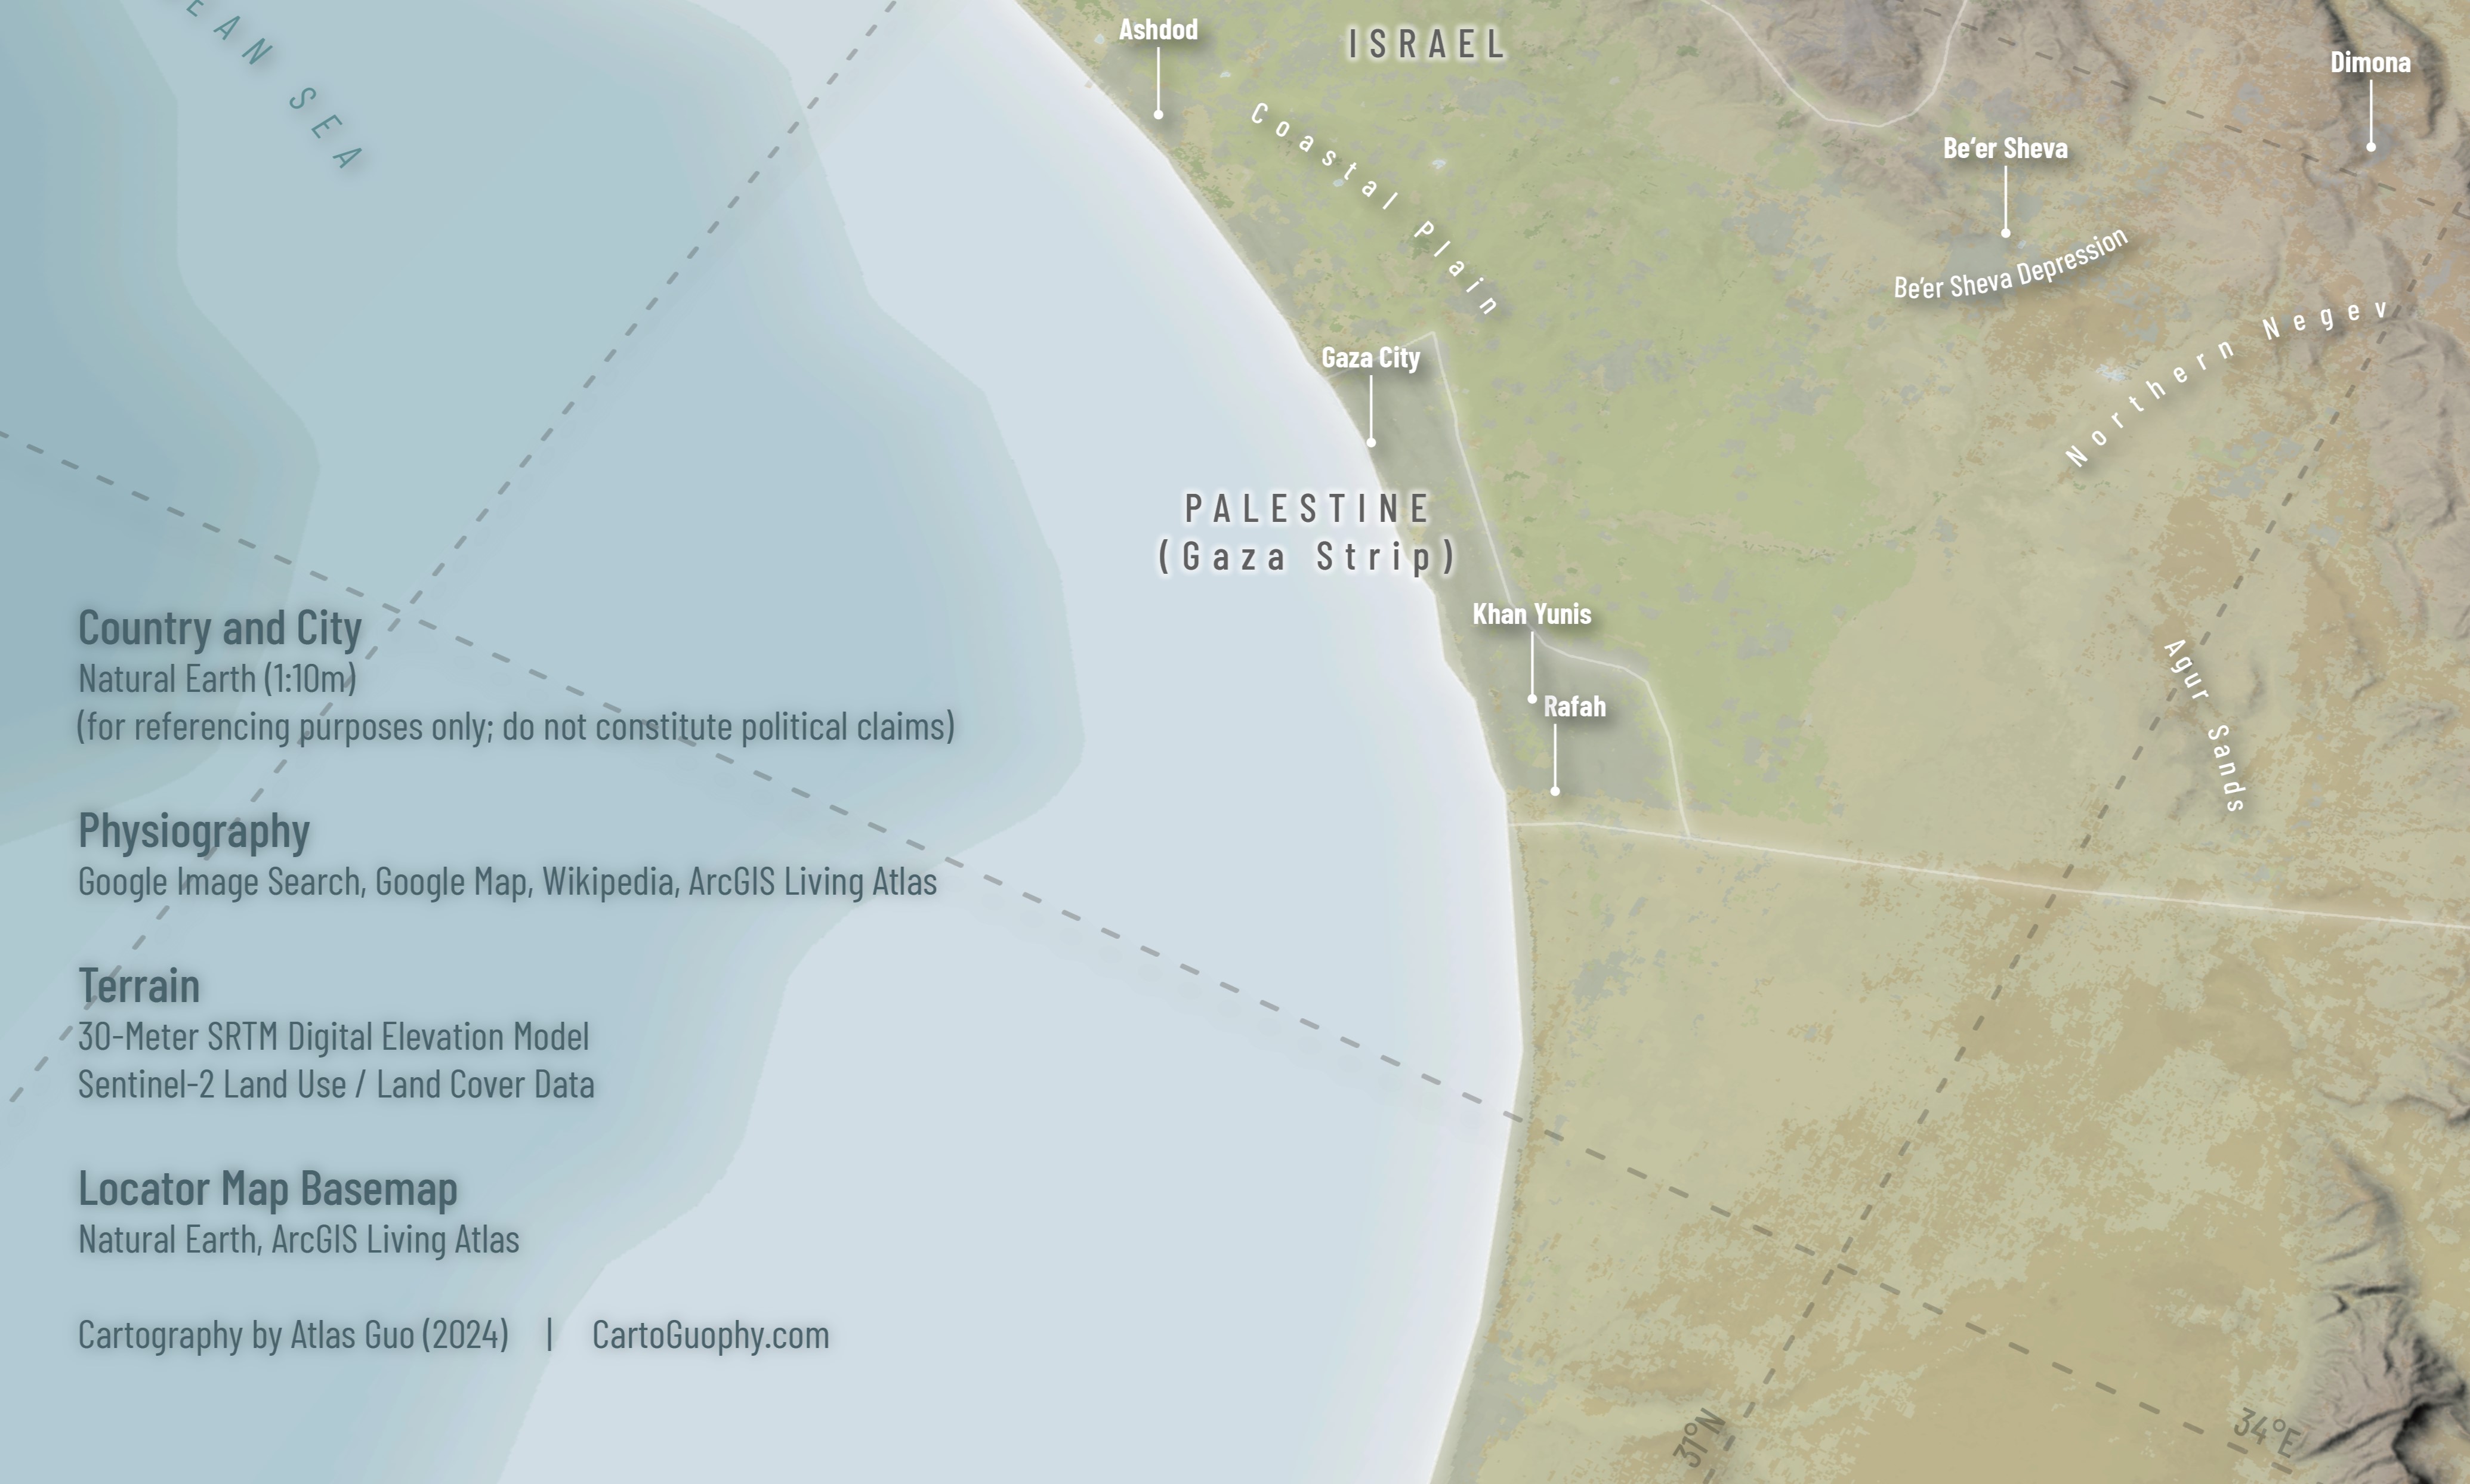 EAN SEA
Ashdod
ISRAEL
Dimona
Coastal Plain
Be'er Sheva
Be'er Sheva Depression
Northern Negev
Gaza City
PALESTINE
(Gaza Strip)
Khan Yunis
Rafah
Agur Sands
Country and City
Natural Earth (1:10m)
(for referencing purposes only; do not constitute political claims)
Physiography
Google Image Search, Google Map, Wikipedia, ArcGIS Living Atlas
Terrain
30-Meter SRTM Digital Elevation Model
Sentinel-2 Land Use / Land Cover Data
Locator Map Basemap
Natural Earth, ArcGIS Living Atlas
Cartography by Atlas Guo (2024) | CartoGuophy.com
31°N
34°E